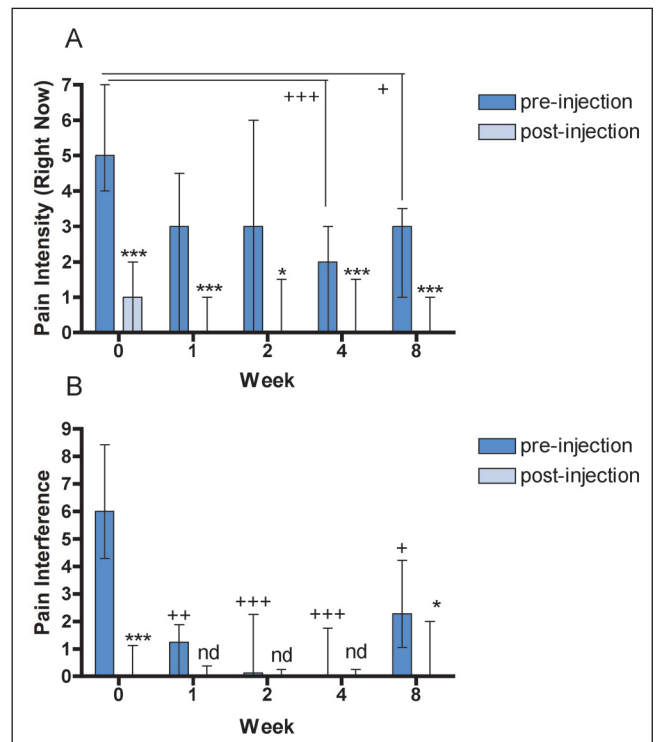 A
Pain Intensity (Right Now)
7
6
5
4
3
2
1
0
+++
+
***
***
*
***
***
0 1 2 4 8
Week
pre-injection
post-injection
B
Pain Interference
9
8
7
6
5
4
3
2
1
0
***
++
nd
+++
nd
+++
nd
+
*
0 1 2 4 8
Week
pre-injection
post-injection